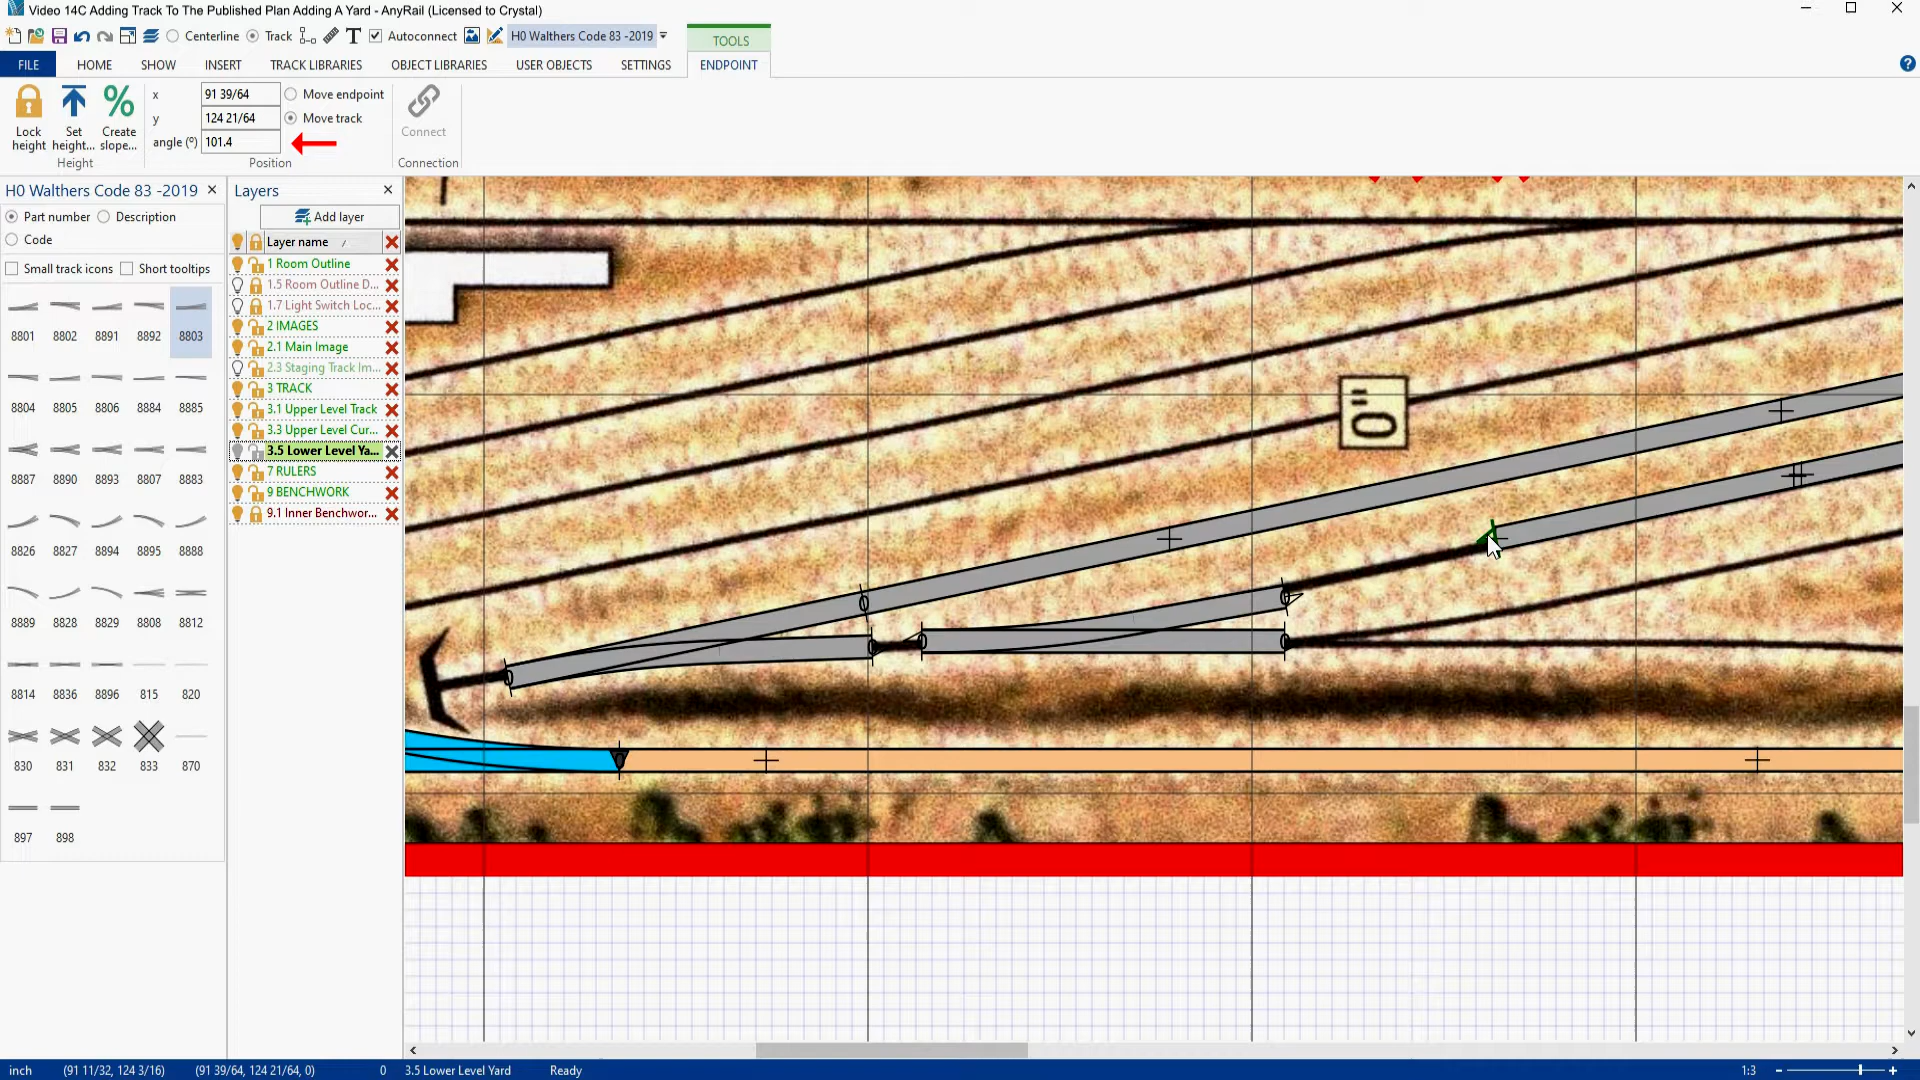 Video 14C Adding Track To The Published Plan Adding A Yard - AnyRail (Licensed to Crystal)
Centerline Track T Autoconnect H0 Walthers Code 83 -2019
TOOLS
FILE HOME SHOW INSERT TRACK LIBRARIES OBJECT LIBRARIES USER OBJECTS SETTINGS ENDPOINT
x 91 39/64 Move endpoint
y 124 21/64 Move track
angle (º) 101.4
Lock height
Set height...
Create slope...
Connect
Height Position Connection
H0 Walthers Code 83 -2019
Part number Description
Code
Small track icons Short tooltips
8801 8802 8891 8892 8803
8804 8805 8806 8884 8885
8887 8890 8893 8807 8883
8826 8827 8894 8895 8888
8889 8828 8829 8808 8812
8814 8836 8896 815 820
830 831 832 833 870
897 898
Layers
Add layer
Layer name
1 Room Outline
1.5 Room Outline D...
1.7 Light Switch Loc...
2 IMAGES
2.1 Main Image
2.3 Staging Track Im...
3 TRACK
3.1 Upper Level Track
3.3 Upper Level Cur...
3.5 Lower Level Ya...
7 RULERS
9 BENCHWORK
9.1 Inner Benchwor...
0"
0
0
0
0
0
0
0
inch (91 11/32, 124 3/16) (91 39/64, 124 21/64, 0) 0 3.5 Lower Level Yard Ready 1:3